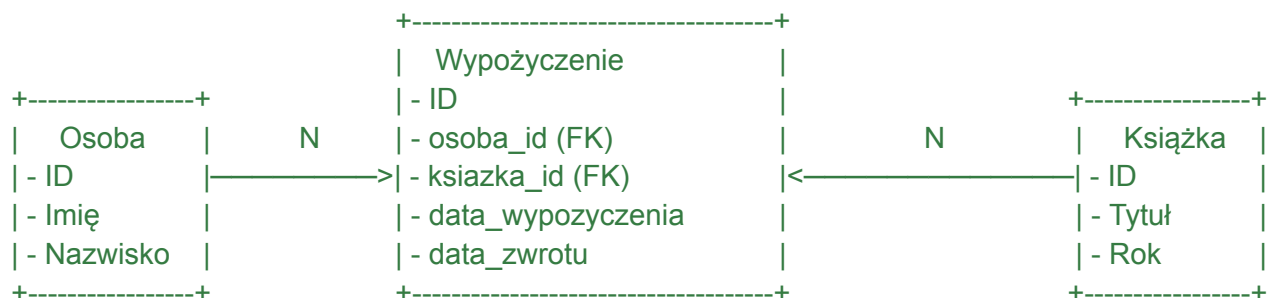 +-------------------------------------+
| Wypożyczenie |
+-----------------+ | - ID | +-----------------+
| Osoba | N | - osoba_id (FK) | N | Książka |
| - ID |──────────>| - ksiazka_id (FK) |<────────────────| - ID |
| - Imię | | - data_wypozyczenia | | - Tytuł |
| - Nazwisko | | - data_zwrotu | | - Rok |
+-----------------+ +-------------------------------------+ +-----------------+